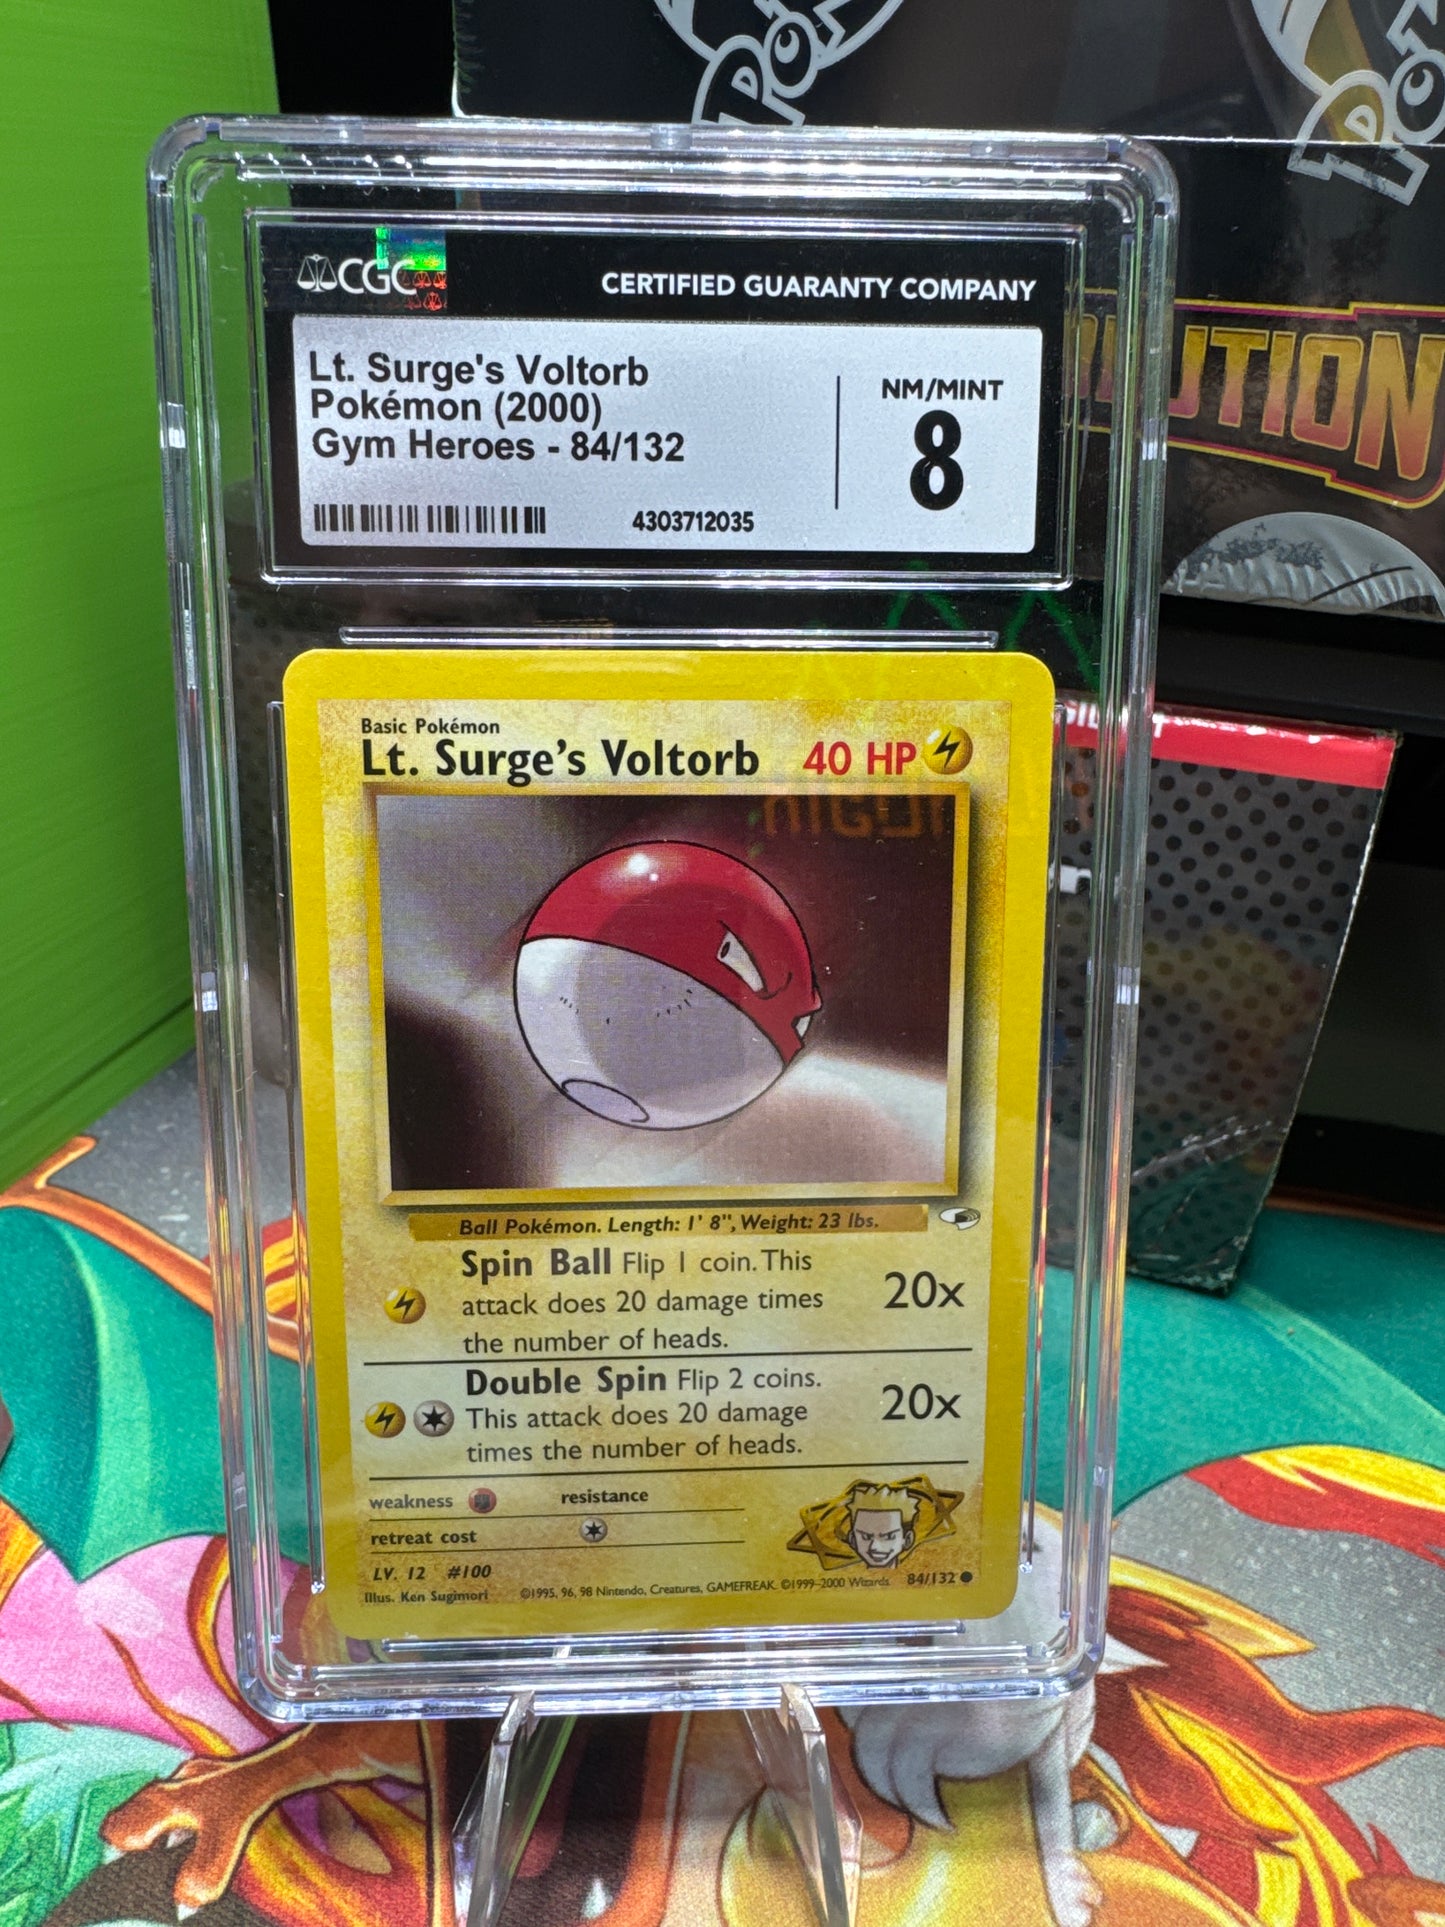 CGC
CERTIFIED GUARANTY COMPANY
Lt. Surge's Voltorb
Pokémon (2000)
Gym Heroes - 84/132
4303712035
NM/MINT
8
Basic Pokémon
Lt. Surge's Voltorb 40 HP
Ball Pokémon. Length: 1' 8", Weight: 23 lbs.
Spin Ball Flip 1 coin. This
attack does 20 damage times
the number of heads.
20x
Double Spin Flip 2 coins.
This attack does 20 damage
times the number of heads.
20x
weakness
resistance
retreat cost
LV. 12 #100
Illus. Ken Sugimori
©1995, 96, 98 Nintendo, Creatures, GAMEFREAK. ©1999-2000 Wizards 84/132